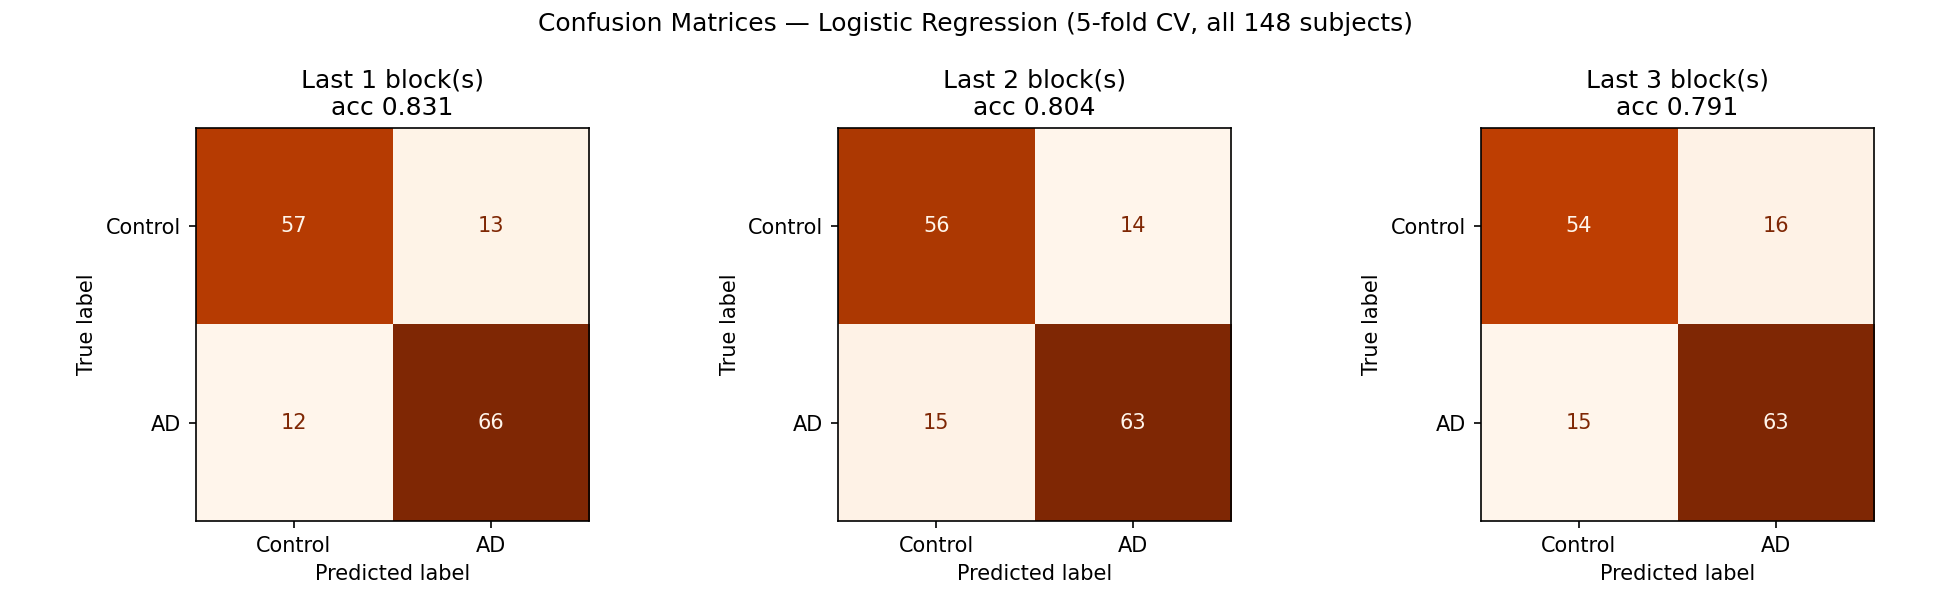 Confusion Matrices — Logistic Regression (5-fold CV, all 148 subjects)
Last 1 block(s)
acc 0.831
Control
AD
True label
57
13
12
66
Control
AD
Predicted label
Last 2 block(s)
acc 0.804
Control
AD
True label
56
14
15
63
Control
AD
Predicted label
Last 3 block(s)
acc 0.791
Control
AD
True label
54
16
15
63
Control
AD
Predicted label